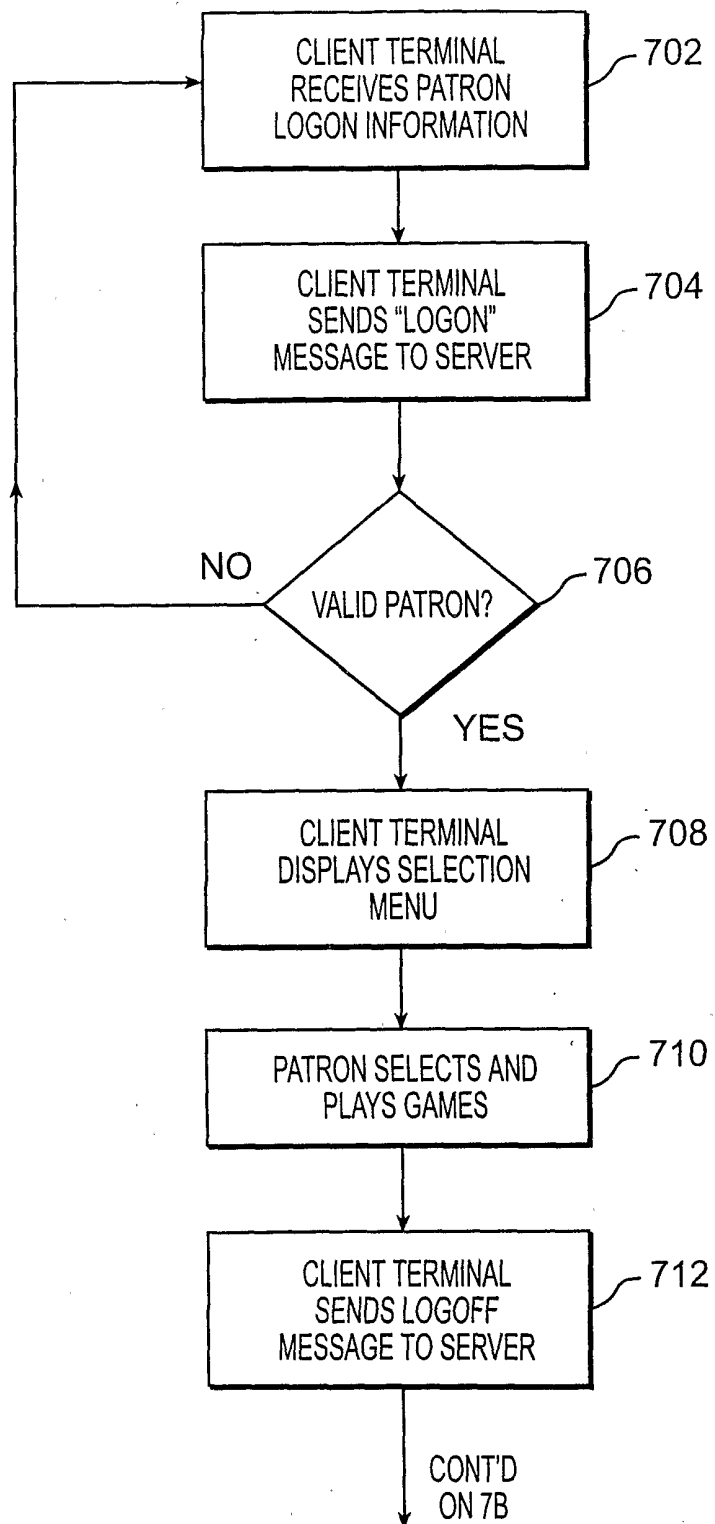 CLIENT TERMINAL
RECEIVES PATRON
LOGON INFORMATION
702
CLIENT TERMINAL
SENDS “LOGON”
MESSAGE TO SERVER
704
NO
VALID PATRON?
706
YES
CLIENT TERMINAL
DISPLAYS SELECTION
MENU
708
PATRON SELECTS AND
PLAYS GAMES
710
CLIENT TERMINAL
SENDS LOGOFF
MESSAGE TO SERVER
712
CONT'D
ON 7B